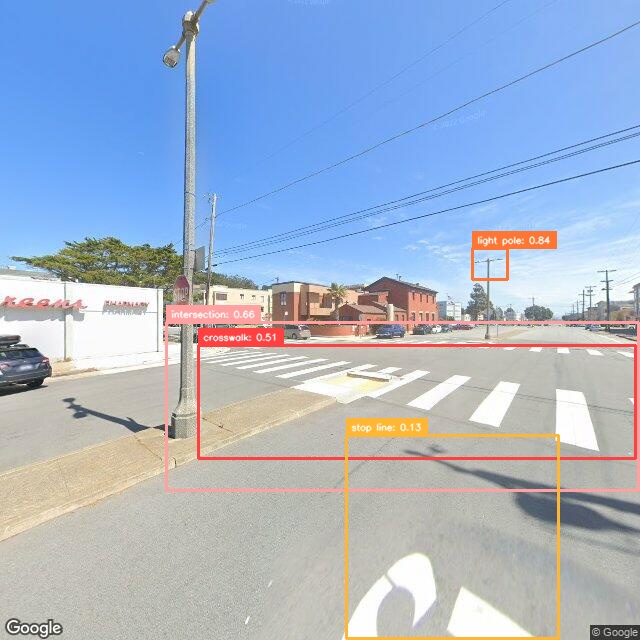 light pole: 0.84
intersection: 0.66
crosswalk: 0.51
PHARMACY
stop line: 0.13
Google
© Google